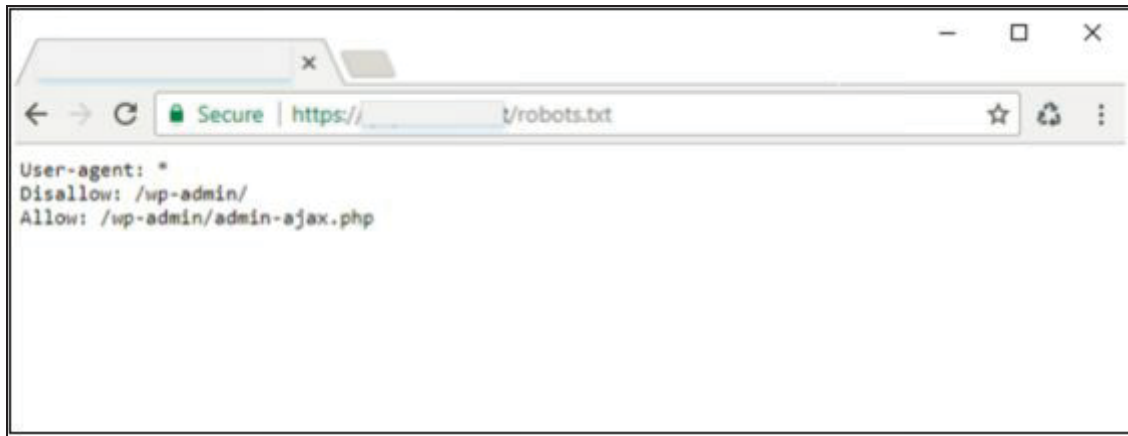 Secure | https:// t/robots.txt
User-agent: *
Disallow: /wp-admin/
Allow: /wp-admin/admin-ajax.php